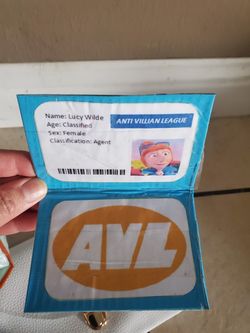 Name: Lucy Wilde
ANTI VILLIAN LEAGUE
Age: Classified
Sex: Female
Classification: Agent
AVL